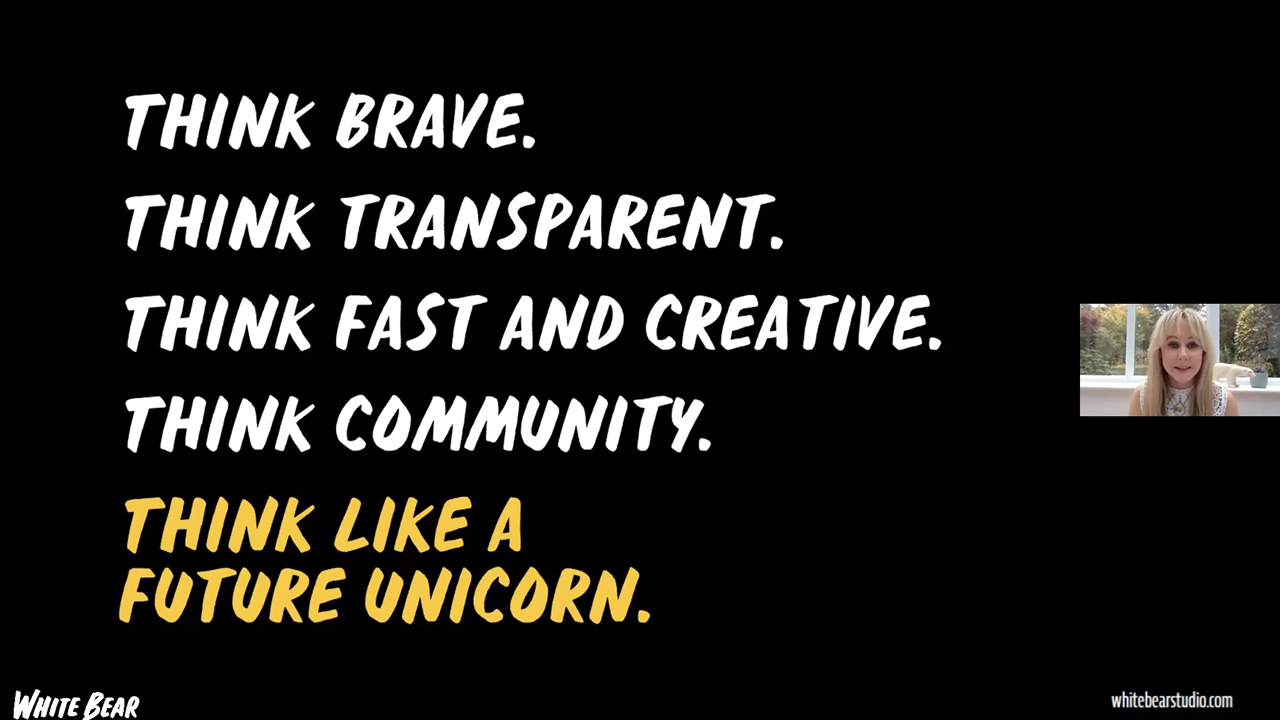 THINK BRAVE.
THINK TRANSPARENT.
THINK FAST AND CREATIVE.
THINK COMMUNITY.
THINK LIKE A
FUTURE UNICORN.
WHITE BEAR
whitebearstudio.com